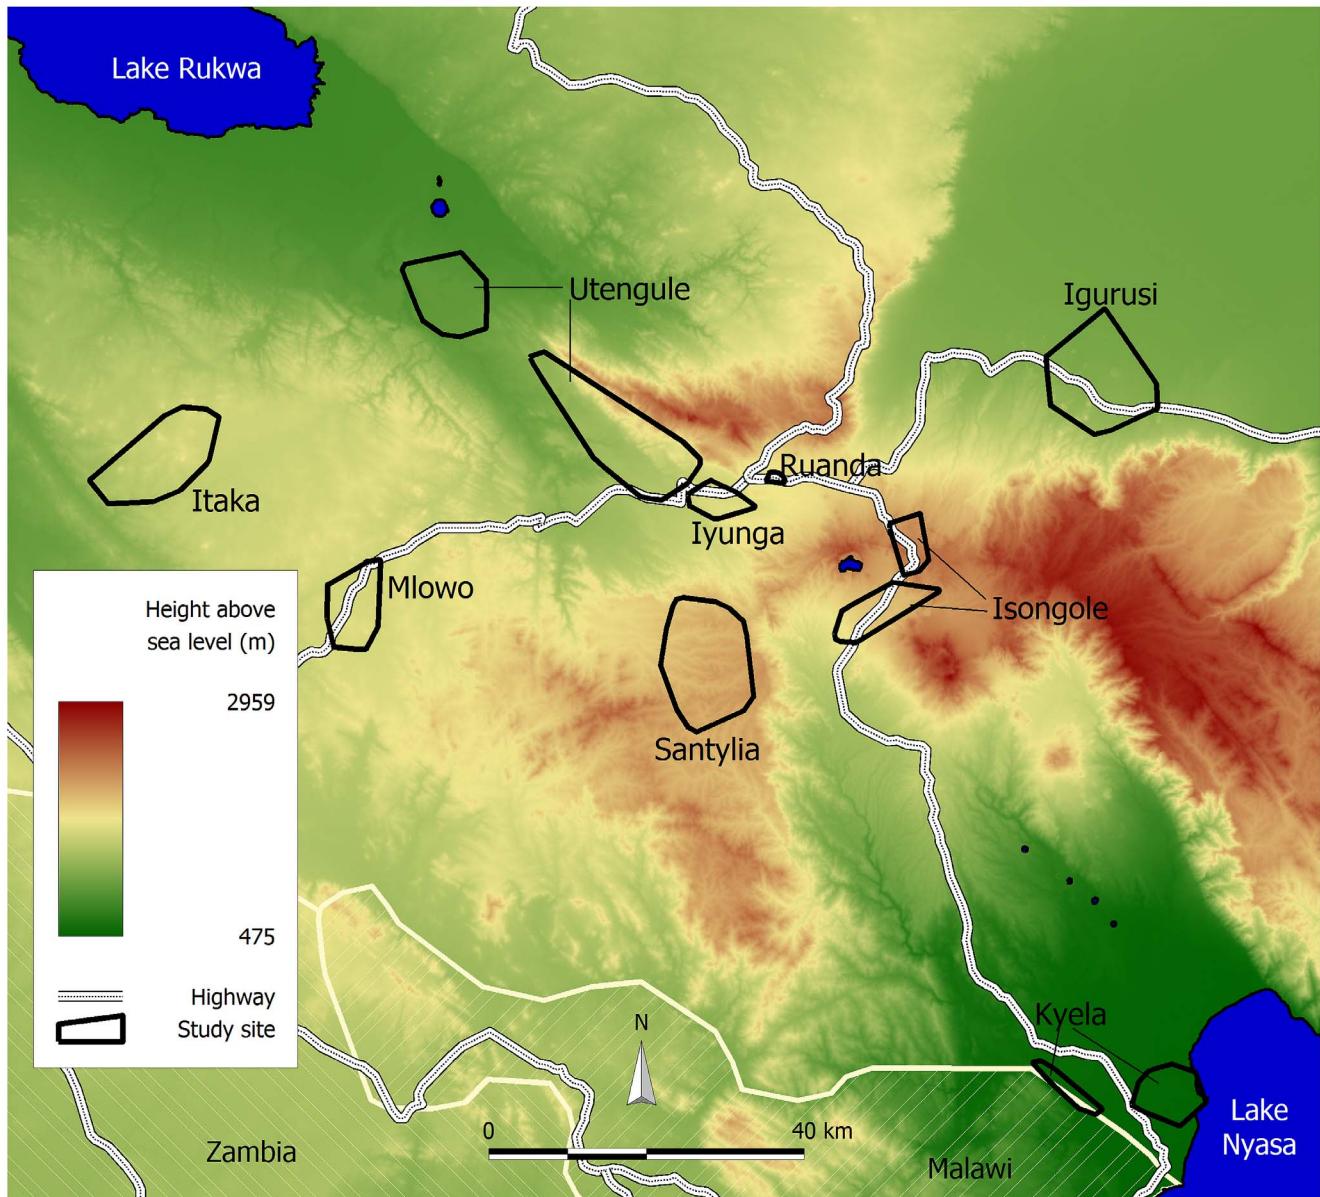 Lake Rukwa
Utengule
Igurusi
Ruanda
Itaka
Iyunga
Mlowo
Isongole
Santylia
Height above
sea level (m)
2959
475
Highway
Study site
Kyela
N
0
40 km
Lake
Nyasa
Zambia
Malawi